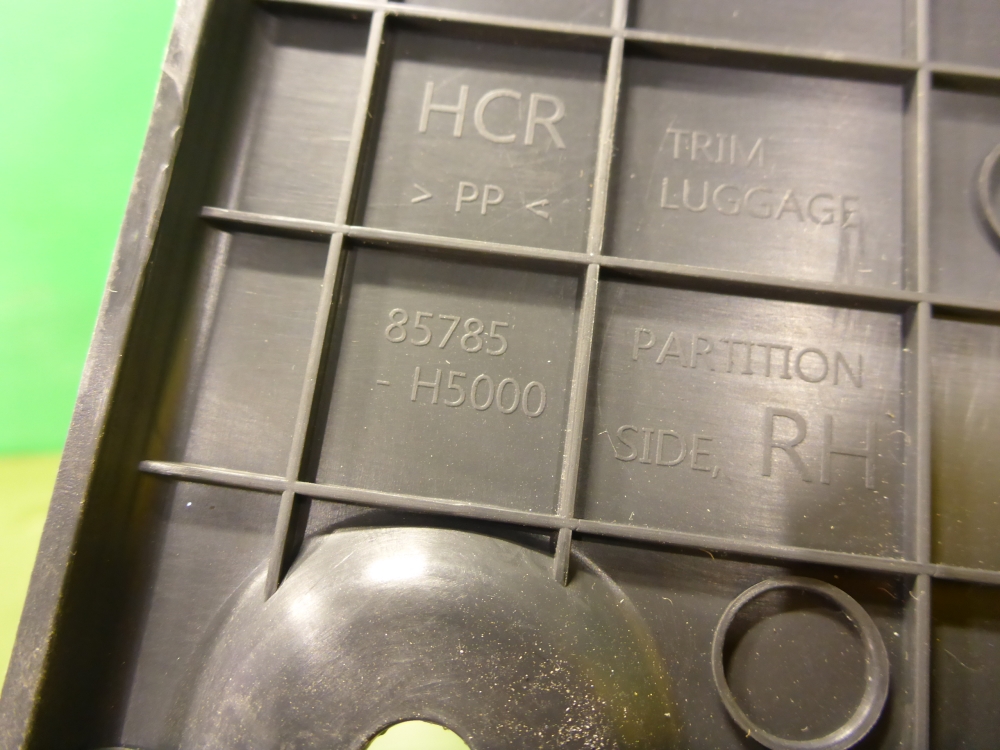 HCR
> PP <
TRIM,
LUGGAGE
85785
- H5000
PARTITION
SIDE, RH